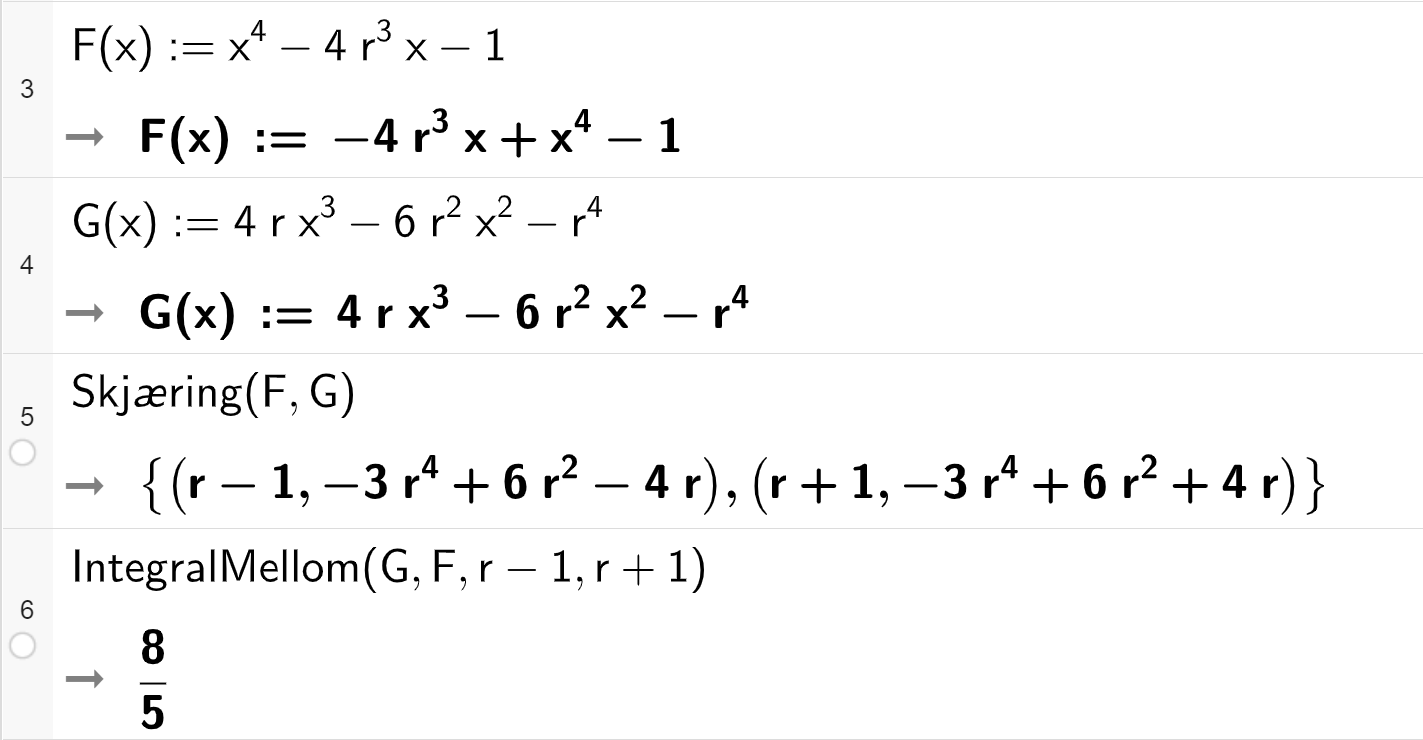 F(x) := x⁴ − 4 r³ x − 1
3
→ F(x) := −4 r³ x + x⁴ − 1
G(x) := 4 r x³ − 6 r² x² − r⁴
4
→ G(x) := 4 r x³ − 6 r² x² − r⁴
Skjæring(F, G)
5
→ {(r − 1, −3 r⁴ + 6 r² − 4 r), (r + 1, −3 r⁴ + 6 r² + 4 r)}
IntegralMellom(G, F, r − 1, r + 1)
6
→ 8/5